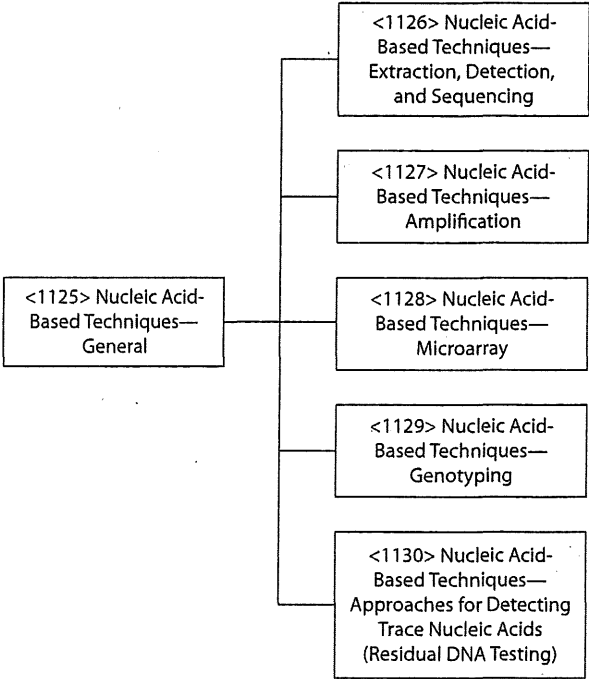 <1126> Nucleic Acid-
Based Techniques—
Extraction, Detection,
and Sequencing
<1127> Nucleic Acid-
Based Techniques—
Amplification
<1125> Nucleic Acid-
Based Techniques—
General
<1128> Nucleic Acid-
Based Techniques—
Microarray
<1129> Nucleic Acid-
Based Techniques—
Genotyping
<1130> Nucleic Acid-
Based Techniques—
Approaches for Detecting
Trace Nucleic Acids
(Residual DNA Testing)